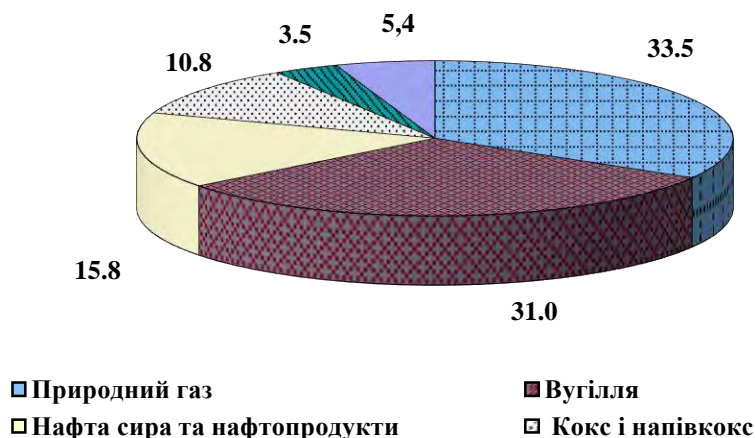 3.5 5,4
10.8 33.5
15.8
31.0
Природний газ Вугілля
Нафта сира та нафтопродукти Кокс і напівкокс